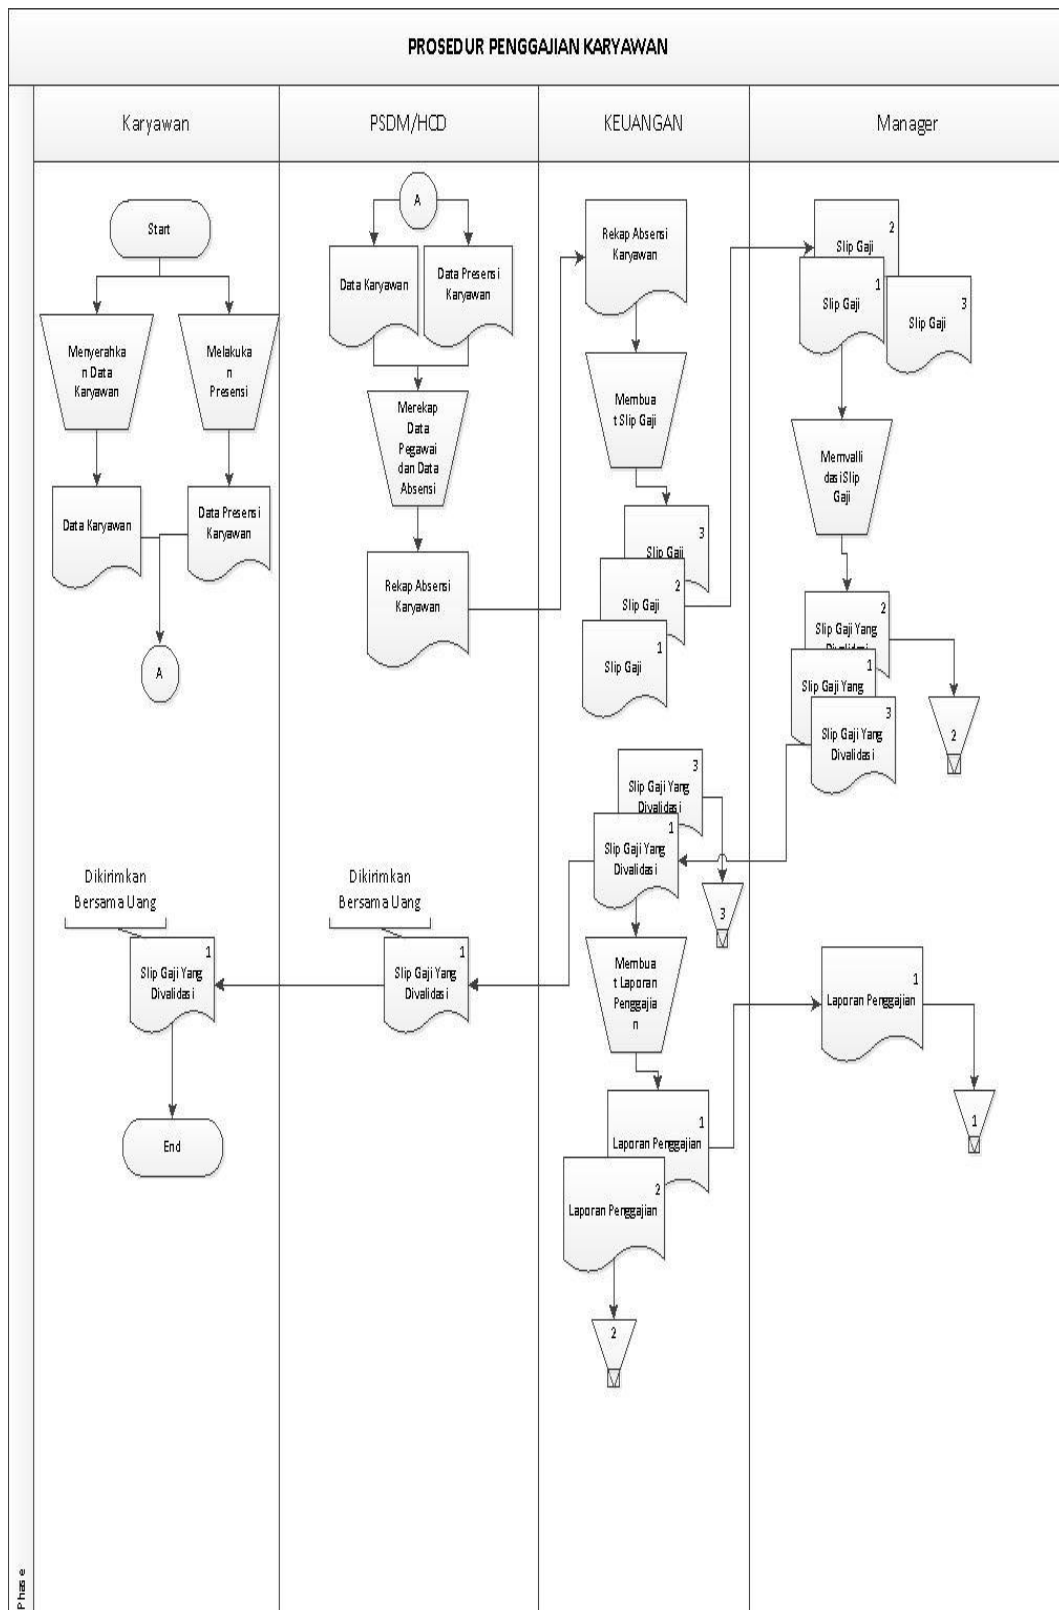 PROSEDUR PENGGAJIAN KARYAWAN
Karyawan
PSDM/HCD
KEUANGAN
Manager
Start
Menyerahka
n Data
Karyawan
Melakuka
n
Presensi
Data Karyawan
Data Presensi
Karyawan
A
A
Data Karyawan
Data Presensi
Karyawan
Merekap
Data
Pegawai
dan Data
Absensi
Rekap Absensi
Karyawan
Rekap Absensi
Karyawan
Membua
t Slip Gaji
3
Slip Gaji
2
Slip Gaji
1
Slip Gaji
2
Slip Gaji
1
Slip Gaji
3
Slip Gaji
Memvalli
dasi Slip
Gaji
2
Slip Gaji Yang
Divalidasi
1
Slip Gaji Yang
3
Slip Gaji Yang
Divalidasi
2
3
Slip Gaji Yang
Divalidasi
1
Slip Gaji Yang
Divalidasi
3
Dikirimkan
Bersama Uang
1
Slip Gaji Yang
Divalidasi
Dikirimkan
Bersama Uang
1
Slip Gaji Yang
Divalidasi
End
Membua
t Laporan
Penggajia
n
1
Laporan Penggajian
2
Laporan Penggajian
2
1
Laporan Penggajian
1
Phase